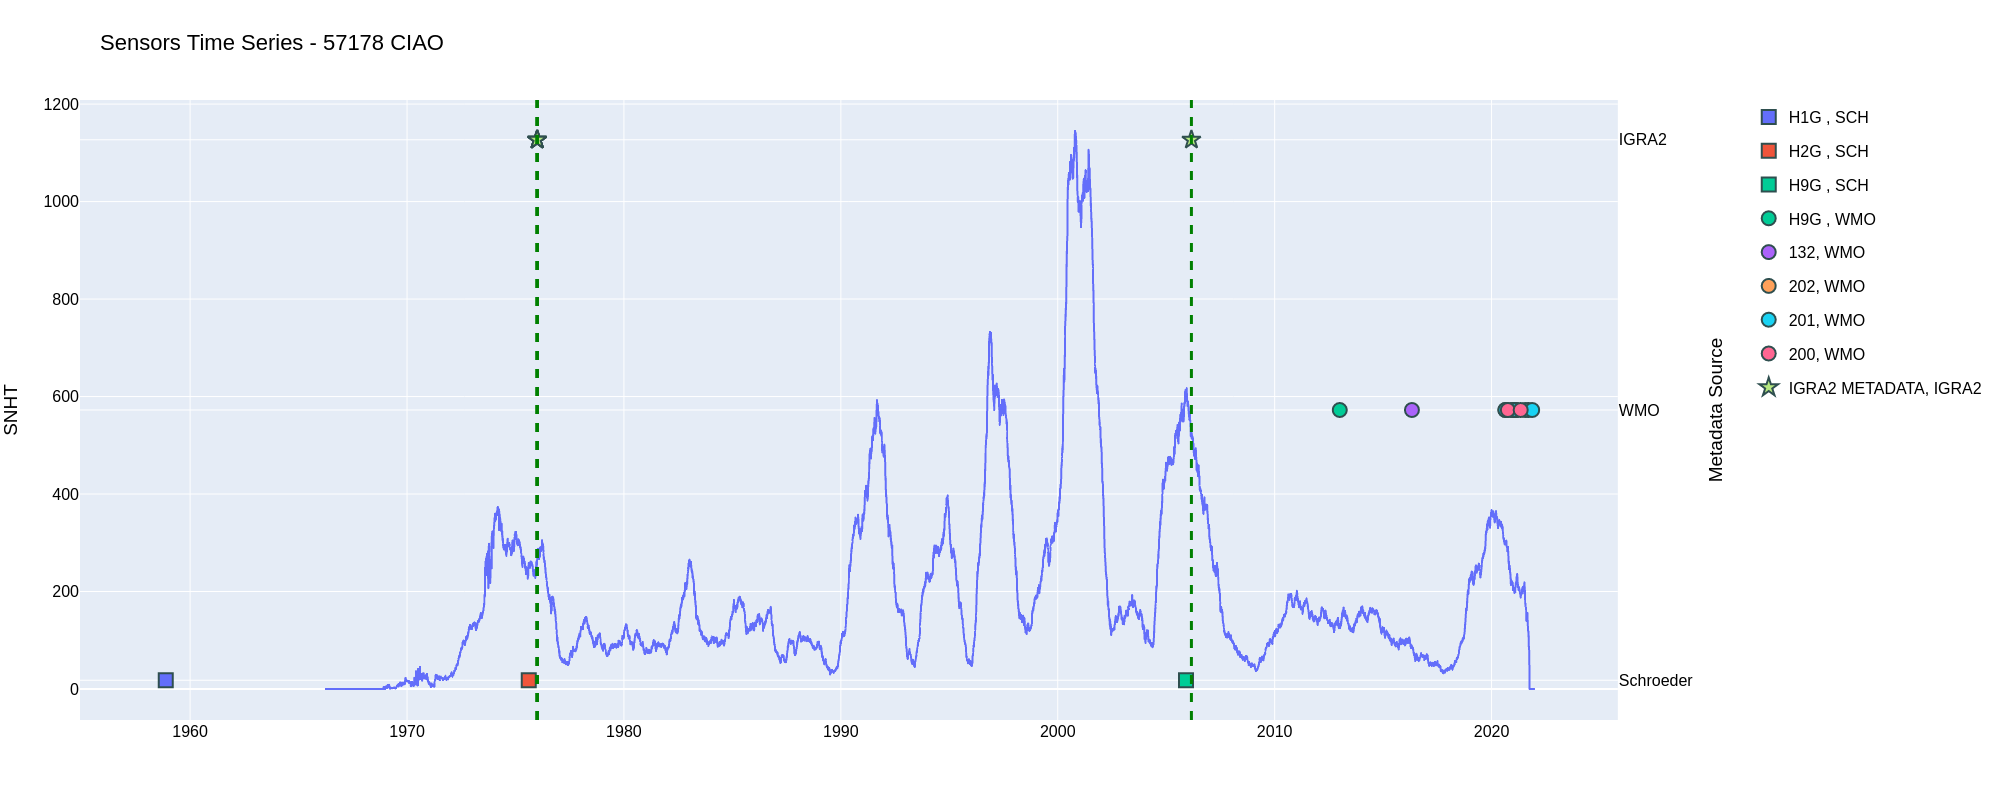 Sensors Time Series - 57178 CIAO
SNHT
1200
1000
800
600
400
200
0
1960
1970
1980
1990
2000
2010
2020
IGRA2
WMO
Schroeder
Metadata Source
H1G , SCH
H2G , SCH
H9G , SCH
H9G , WMO
132, WMO
202, WMO
201, WMO
200, WMO
IGRA2 METADATA, IGRA2